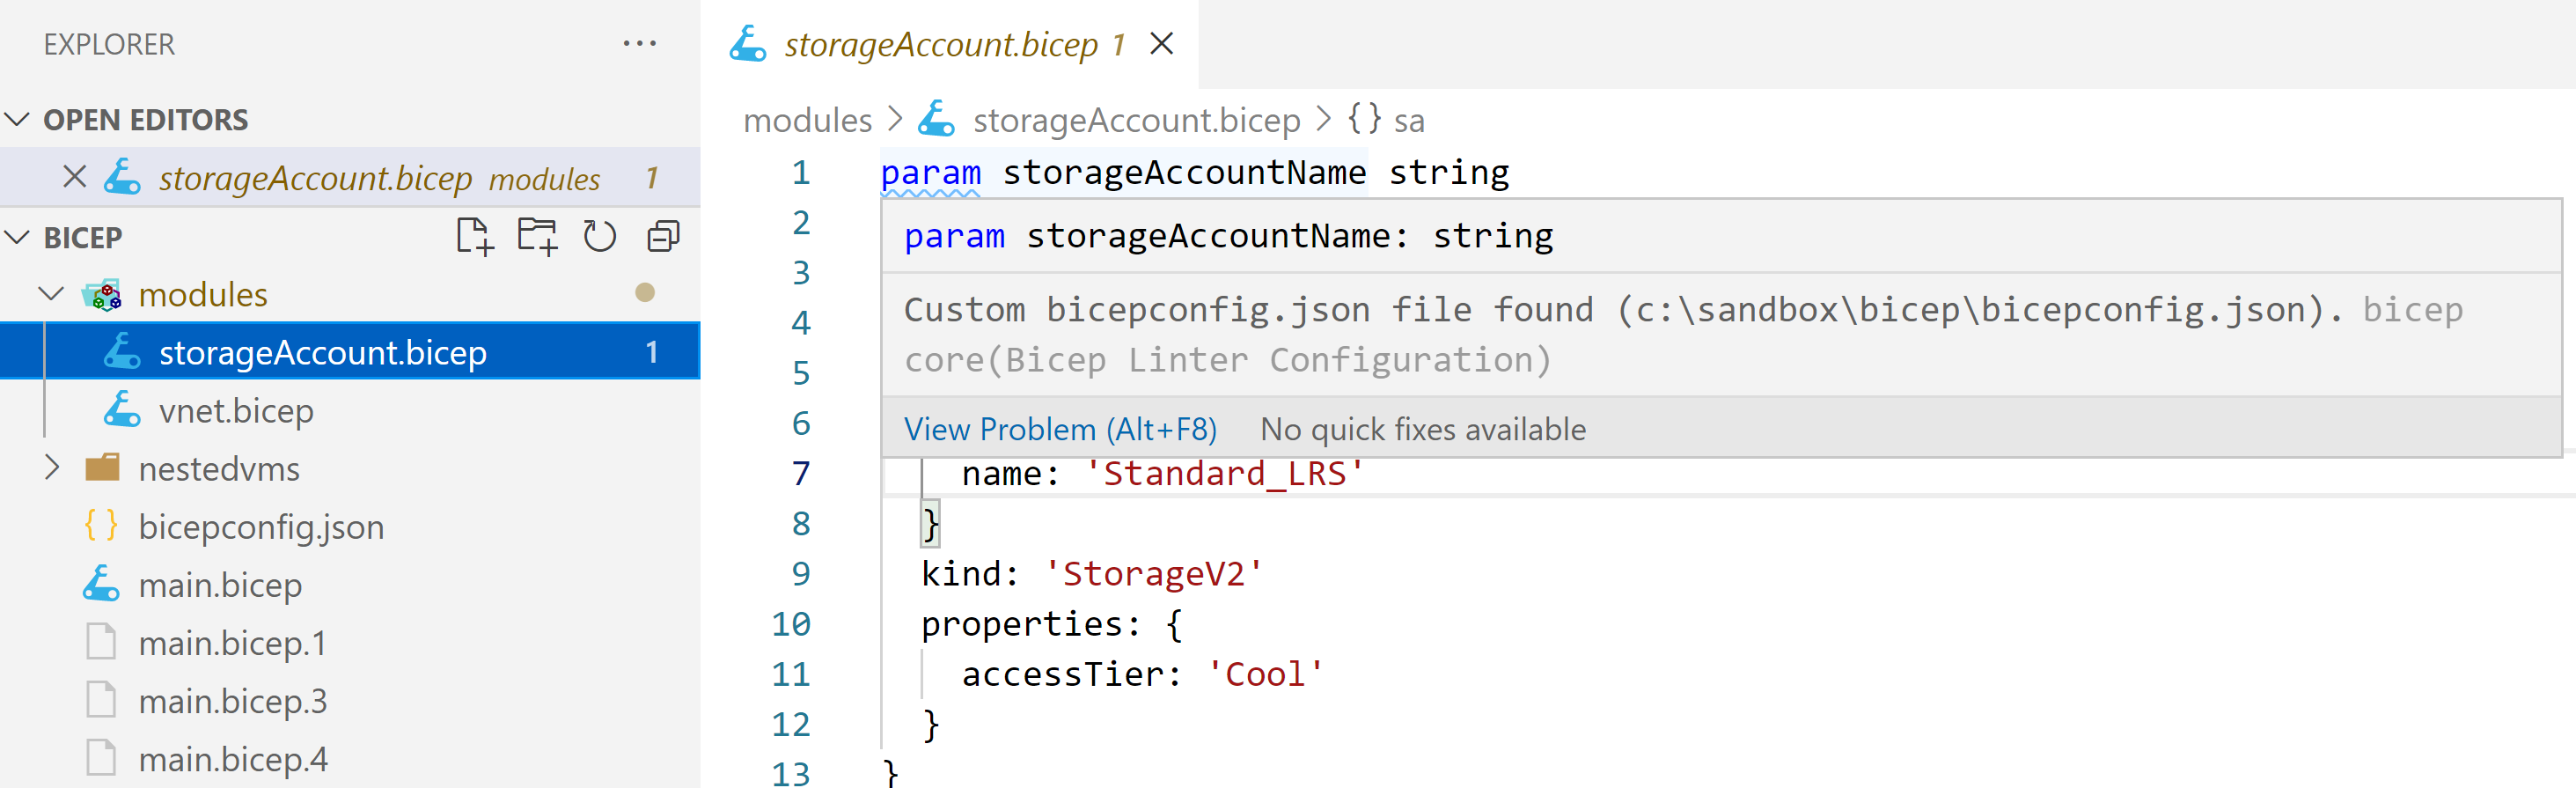 EXPLORER ···
OPEN EDITORS
storageAccount.bicep modules 1
BICEP
modules
storageAccount.bicep 1
vnet.bicep
nestedvms
{} bicepconfig.json
main.bicep
main.bicep.1
main.bicep.3
main.bicep.4
storageAccount.bicep 1
modules > storageAccount.bicep > {} sa
1 param storageAccountName string
2
3
4
5
6
param storageAccountName: string
Custom bicepconfig.json file found (c:\sandbox\bicep\bicepconfig.json). bicep
core(Bicep Linter Configuration)
View Problem (Alt+F8) No quick fixes available
7 name: 'Standard_LRS'
8 }
9 kind: 'StorageV2'
10 properties: {
11 accessTier: 'Cool'
12 }
13 }